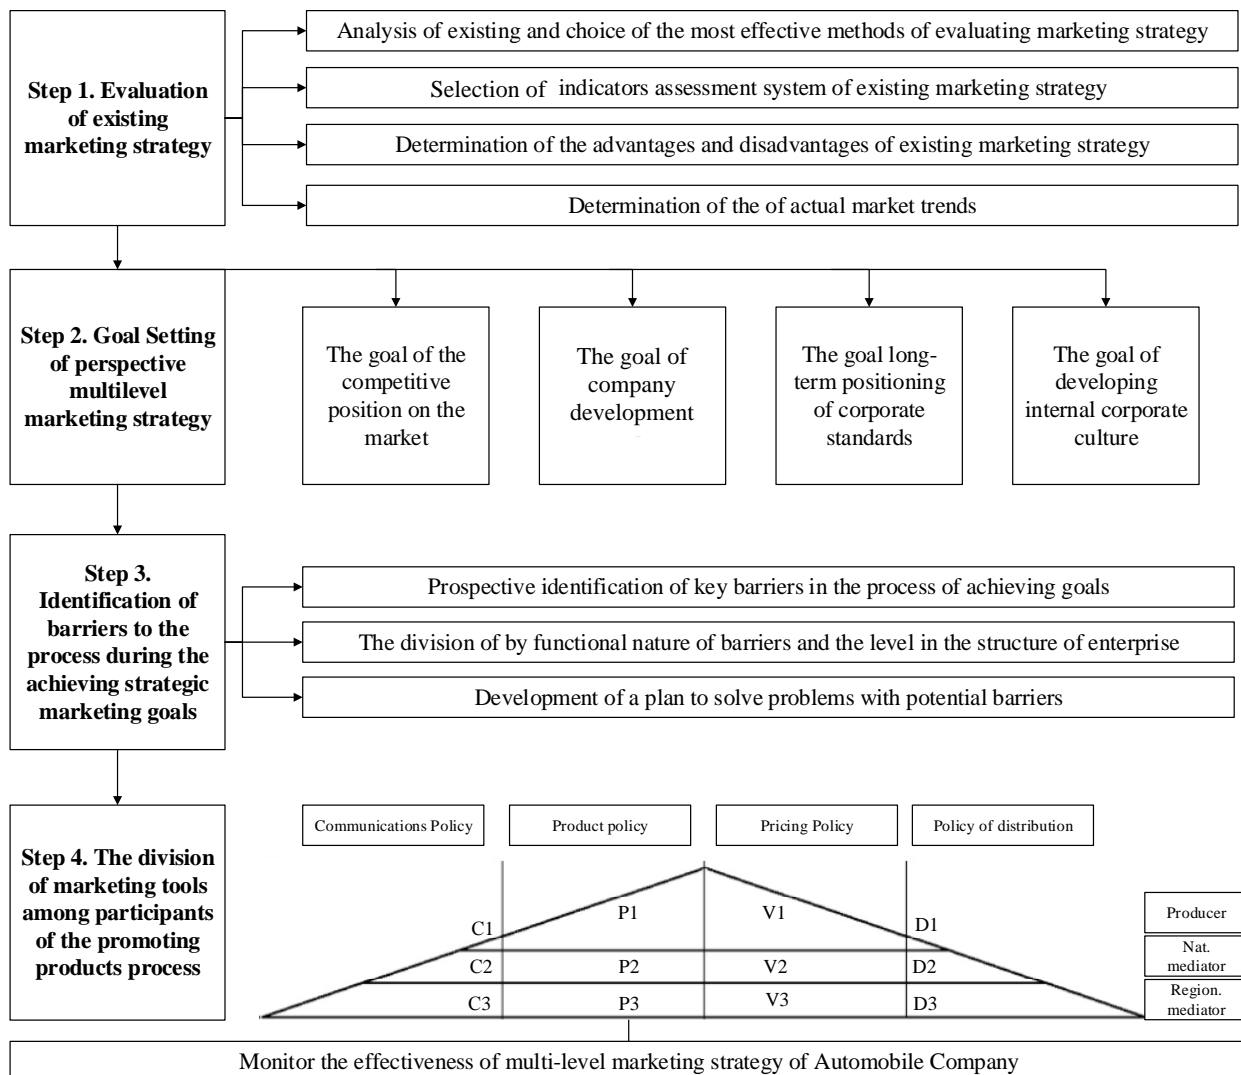 Step 1. Evaluation
of existing
marketing strategy
Analysis of existing and choice of the most effective methods of evaluating marketing strategy
Selection of indicators assessment system of existing marketing strategy
Determination of the advantages and disadvantages of existing marketing strategy
Determination of the of actual market trends
Step 2. Goal Setting
of perspective
multilevel
marketing strategy
The goal of the
competitive
position on the
market
The goal of
company
development
The goal long-
term positioning
of corporate
standards
The goal of
developing
internal corporate
culture
Step 3.
Identification of
barriers to the
process during the
achieving strategic
marketing goals
Prospective identification of key barriers in the process of achieving goals
The division of by functional nature of barriers and the level in the structure of enterprise
Development of a plan to solve problems with potential barriers
Step 4. The division
of marketing tools
among participants
of the promoting
products process
Communications Policy
Product policy
Pricing Policy
Policy of distribution
C1 P1 V1 D1
C2 P2 V2 D2
C3 P3 V3 D3
Producer
Nat.
mediator
Region.
mediator
Monitor the effectiveness of multi-level marketing strategy of Automobile Company